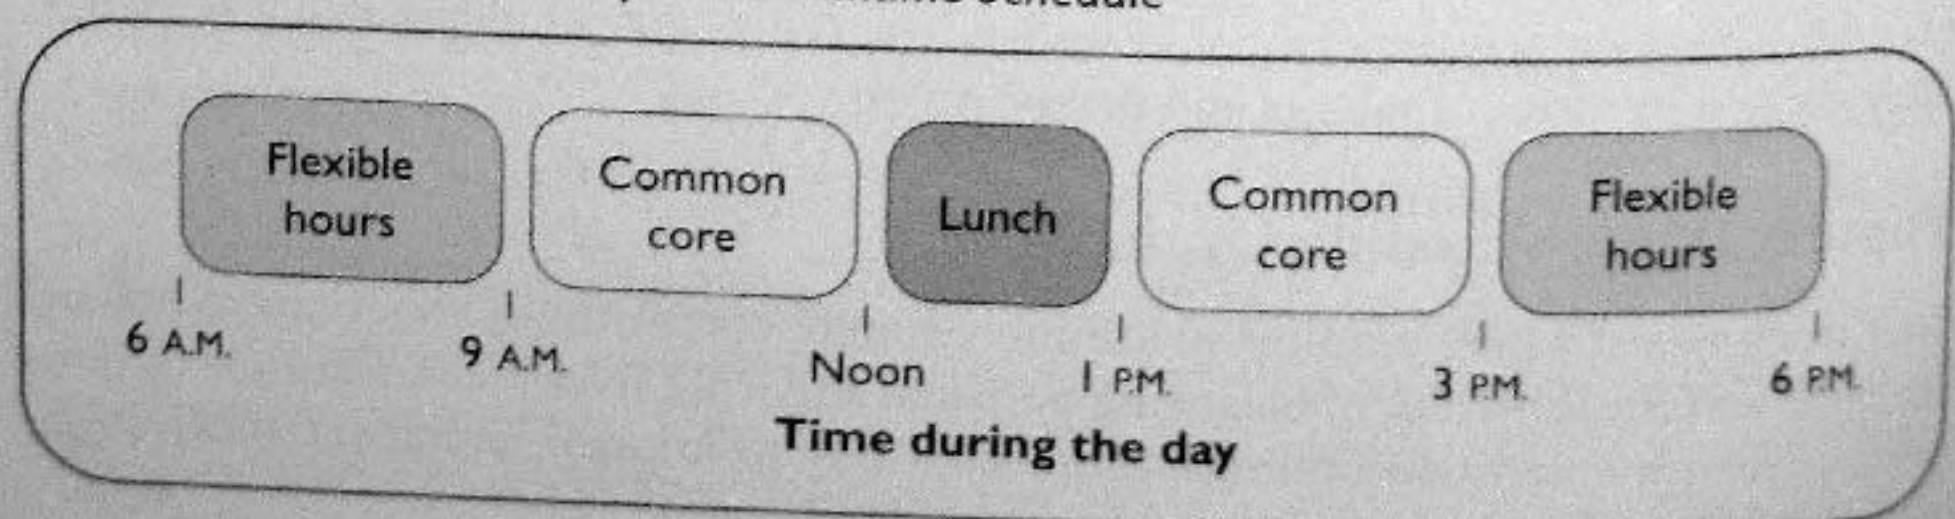 Schedule
Flexible
hours
Common
core
Lunch
Common
core
Flexible
hours
6 A.M.
9 A.M.
Noon
1 P.M.
3 P.M.
6 P.M.
Time during the day